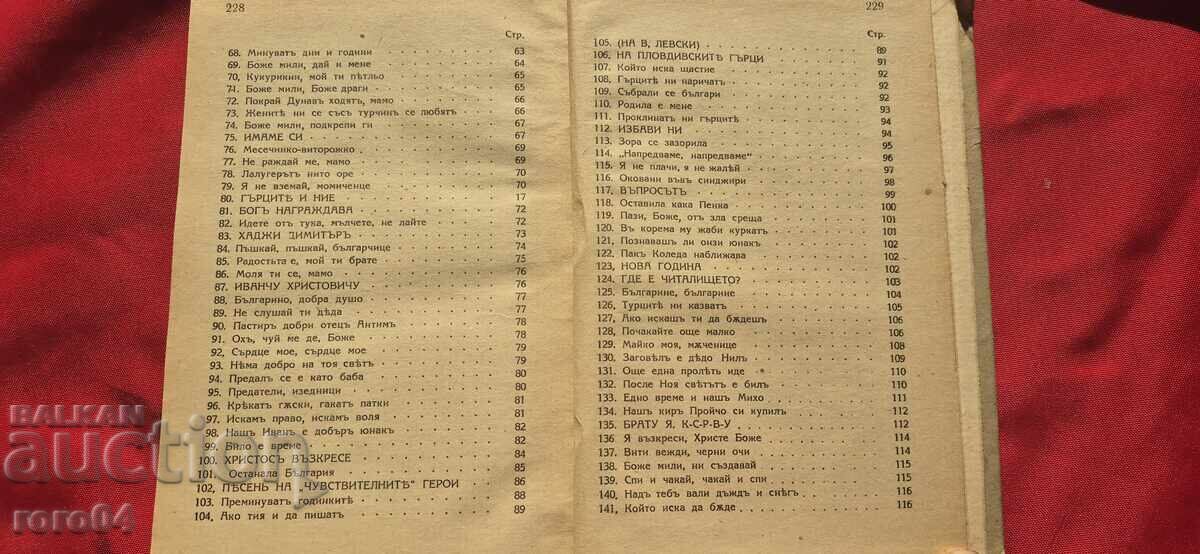 228
Стр.
68. Минуватъ дни и години 63
69. Боже мили, дай и мене 64
70, Кукурикни, мой ти пѣтльо 65
71. Боже мили, Боже драги 65
72. Покрай Дунавъ ходятъ, мамо 66
73. Женитѣ ни се съсъ турчинъ се любятъ 66
74. Боже мили, подкрепи ги 67
75. ИМАМЕ СИ 67
76. Месечинко-виторожко 69
77. Не раждай ме, мамо 69
78. Лалугерътъ нито оре 70
79. Я не вземай, момиченце 70
80. ГЪРЦИТЕ И НИЕ 17
81. БОГЪ НАГРАЖДАВА 72
82. Идете отъ тука, мълчете, не лайте 72
83. ХАДЖИ ДИМИТЪРЪ 73
84. Пъшкай, пъшкай, българчице 74
85. Радостьта е, мой ти брате 75
86. Моля ти се, мамо 76
87. ИВАНЧУ ХРИСТОВИЧУ 76
88. Българино, добра душо 77
89. Не слушай ти дѣда 77
90. Пастирь добри отецъ Антимъ 78
91. Охъ, чуй ме де, Боже 78
92, Сърдце мое, сърдце мое 79
93. Нѣма добро на тоя свѣтъ 79
94. Предалъ се е като баба 80
95. Предатели, изедници 80
96. Крѣкатъ гѫски, гакатъ патки 81
97. Искамъ право, искамъ воля 81
98. Нашъ Иванъ е добъръ юнакъ 82
99. Било е време 82
100. ХРИСТОСЪ ВЪЗКРЕСЕ 84
101. Останала България 85
102, ПѢСЕНЬ НА „ЧУВСТВИТЕЛНИТѢ" ГЕРОИ 86
103. Преминуватъ годинкитѣ 88
104, Ако тия и да пишатъ 89
229
Стр.
105. (НА В, ЛЕВСКИ) 89
106. НА ПЛОВДИВСКИТѢ ГЪРЦИ 91
107. Който иска щастие 92
108, Гърцитѣ ни наричатъ 92
109. Събрали се българи 92
110. Родила е мене 93
111. Проклинатъ ни гърцитѣ 94
112. ИЗБАВИ НИ 94
113. Зора се зазорила 95
114. „Напредваме, напредваме" 96
115. Я не плачи, я не жалѣй 97
116. Оковани въвъ синджири 98
117. ВЪПРОСЪТЪ 99
118. Оставила кака Пенка 100
119. Пази, Боже, отъ зла среща 101
120. Въ корема му жаби куркатъ 101
121, Познавашъ ли онзи юнакъ 102
122. Пакъ Коледа наближава 102
123, НОВА ГОДИНА 102
124. ГДЕ Е ЧИТАЛИЩЕТО? 103
125. Българине, българине 104
126, Турцитѣ ни казватъ 105
127, Ако искашъ ти да бѫдешъ 106
128, Почакайте още малко 106
129. Майко моя, мѫченице 108
130. Заговѣлъ е дѣдо Нилъ 109
131. Още една пролѣть иде 110
132. После Ноя свѣтътъ е билъ 110
133. Едно време и нашъ Михо 111
134. Нашъ киръ Пройчо си купилъ 112
135. БРАТУ Я, К-С-Р-В-У 112
136 Я възкреси, Христе Боже 114
137. Вити вежди, черни очи 114
138. Боже мили, ни създавай 115
139. Спи и чакай, чакай и спи 115
140, Надъ тебъ вали дъждъ и снѣгъ 116
141, Който иска да бѫде 116
BALKAN
auction
roro04